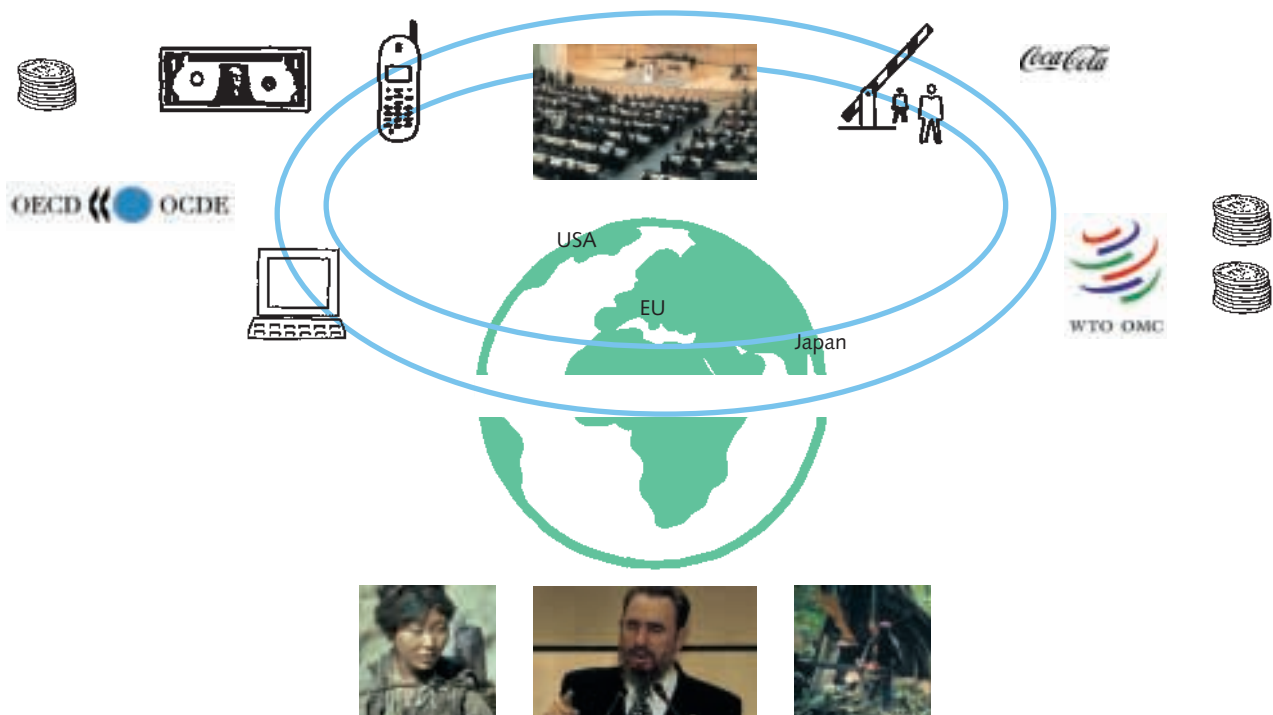 Coca-Cola
OECD OCDE
USA
EU
Japan
WTO OMC